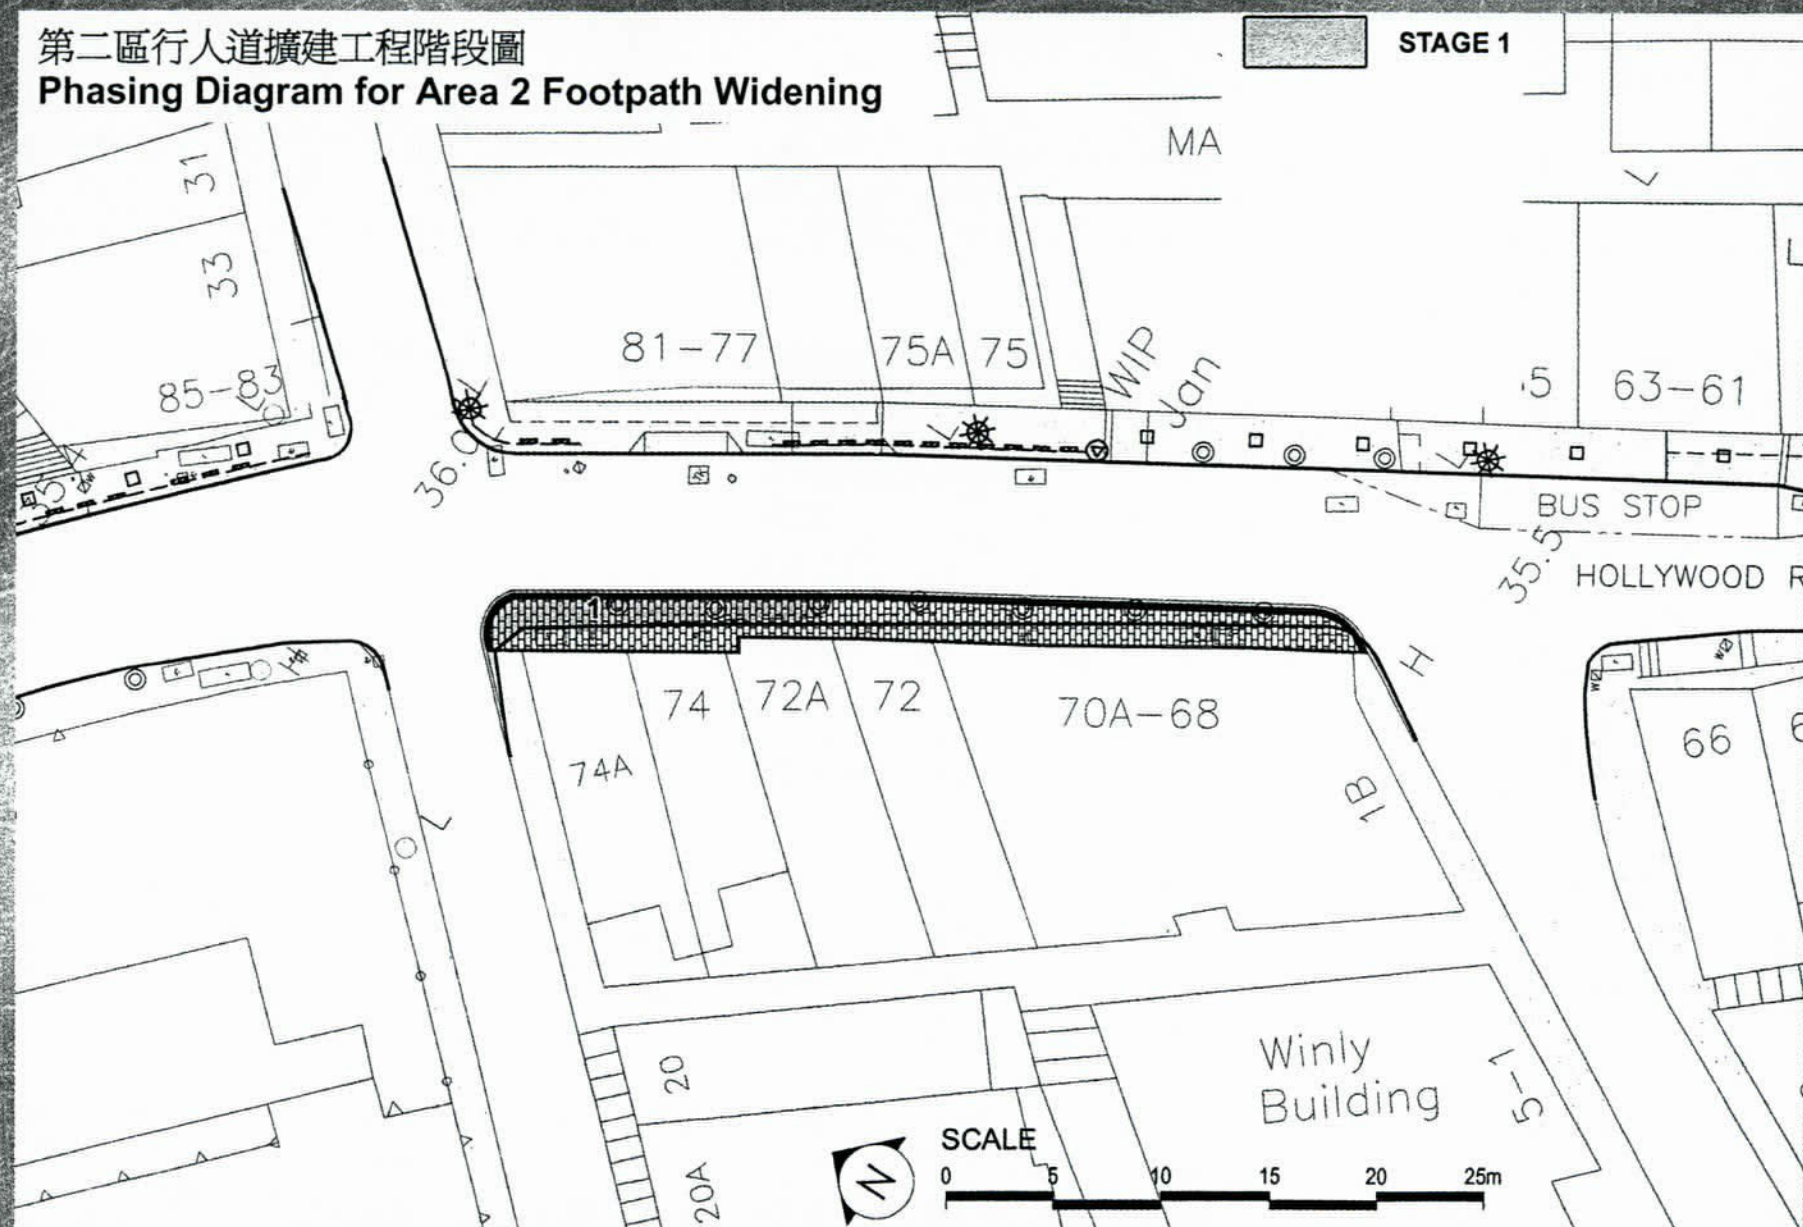 第二區行人道擴建工程階段圖
Phasing Diagram for Area 2 Footpath Widening
STAGE 1
MA
31
33
85-83
81-77
75A
75
WIP
Jan
63-61
36.0
BUS STOP
35.5
HOLLYWOOD R
1
H
74A
74
72A
72
70A-68
1B
66
Winly
Building
5-1
20
20A
N
SCALE
0 5 10 15 20 25m